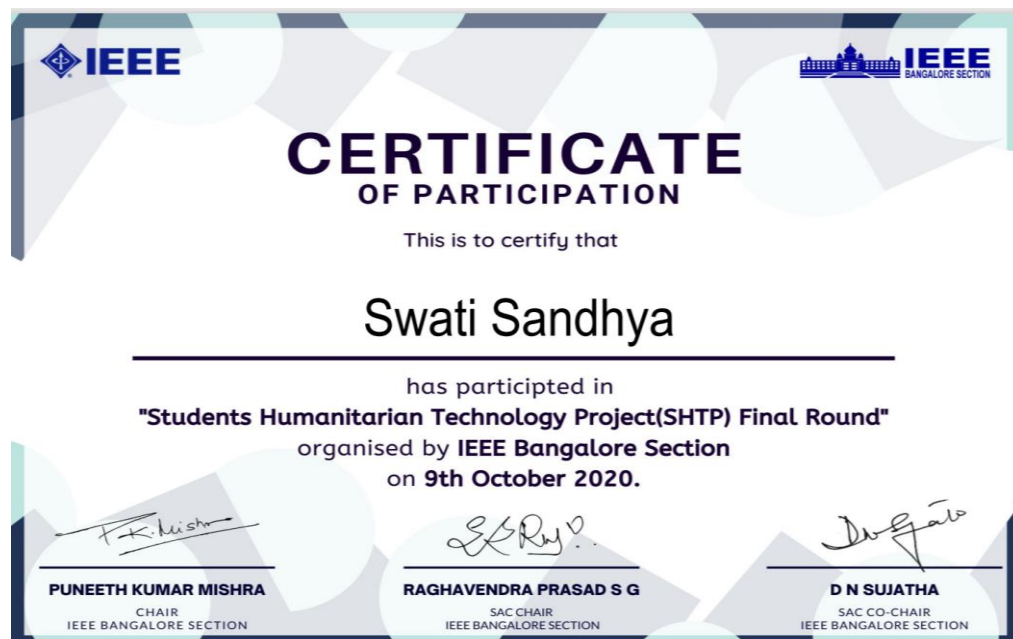 IEEE
IEEE
BANGALORE SECTION
CERTIFICATE
OF PARTICIPATION
This is to certify that
Swati Sandhya
has participted in
"Students Humanitarian Technology Project(SHTP) Final Round"
organised by IEEE Bangalore Section
on 9th October 2020.
P.K.Mishr
PUNEETH KUMAR MISHRA
CHAIR
IEEE BANGALORE SECTION
RAGHAVENDRA PRASAD S G
SAC CHAIR
IEEE BANGALORE SECTION
D N SUJATHA
SAC CO-CHAIR
IEEE BANGALORE SECTION